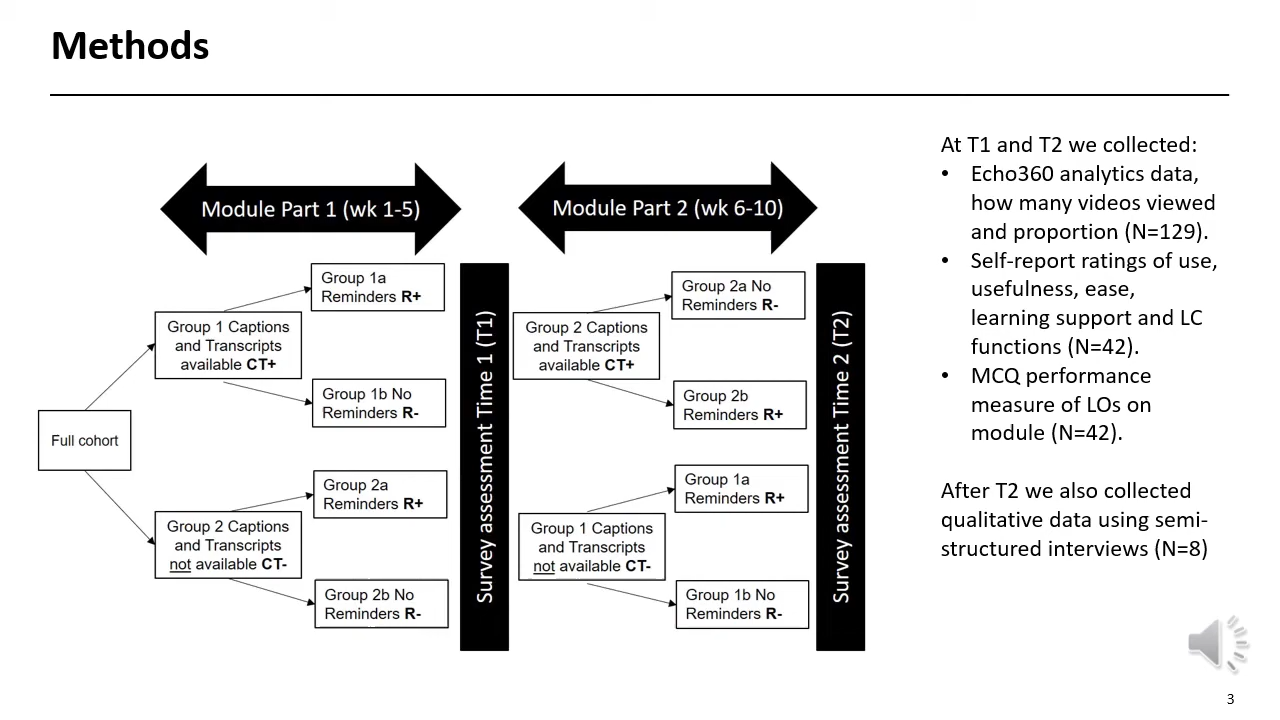 Methods
Module Part 1 (wk 1-5)
Module Part 2 (wk 6-10)
Full cohort
Group 1 Captions
and Transcripts
available CT+
Group 1a
Reminders R+
Group 1b No
Reminders R-
Group 2 Captions
and Transcripts
not available CT-
Group 2a
Reminders R+
Group 2b No
Reminders R-
Survey assessment Time 1 (T1)
Group 2 Captions
and Transcripts
available CT+
Group 2a No
Reminders R-
Group 2b
Reminders R+
Group 1 Captions
and Transcripts
not available CT-
Group 1a
Reminders R+
Group 1b No
Reminders R-
Survey assessment Time 2 (T2)
At T1 and T2 we collected:
• Echo360 analytics data,
how many videos viewed
and proportion (N=129).
• Self-report ratings of use,
usefulness, ease,
learning support and LC
functions (N=42).
• MCQ performance
measure of LOs on
module (N=42).
After T2 we also collected
qualitative data using semi-
structured interviews (N=8)
3